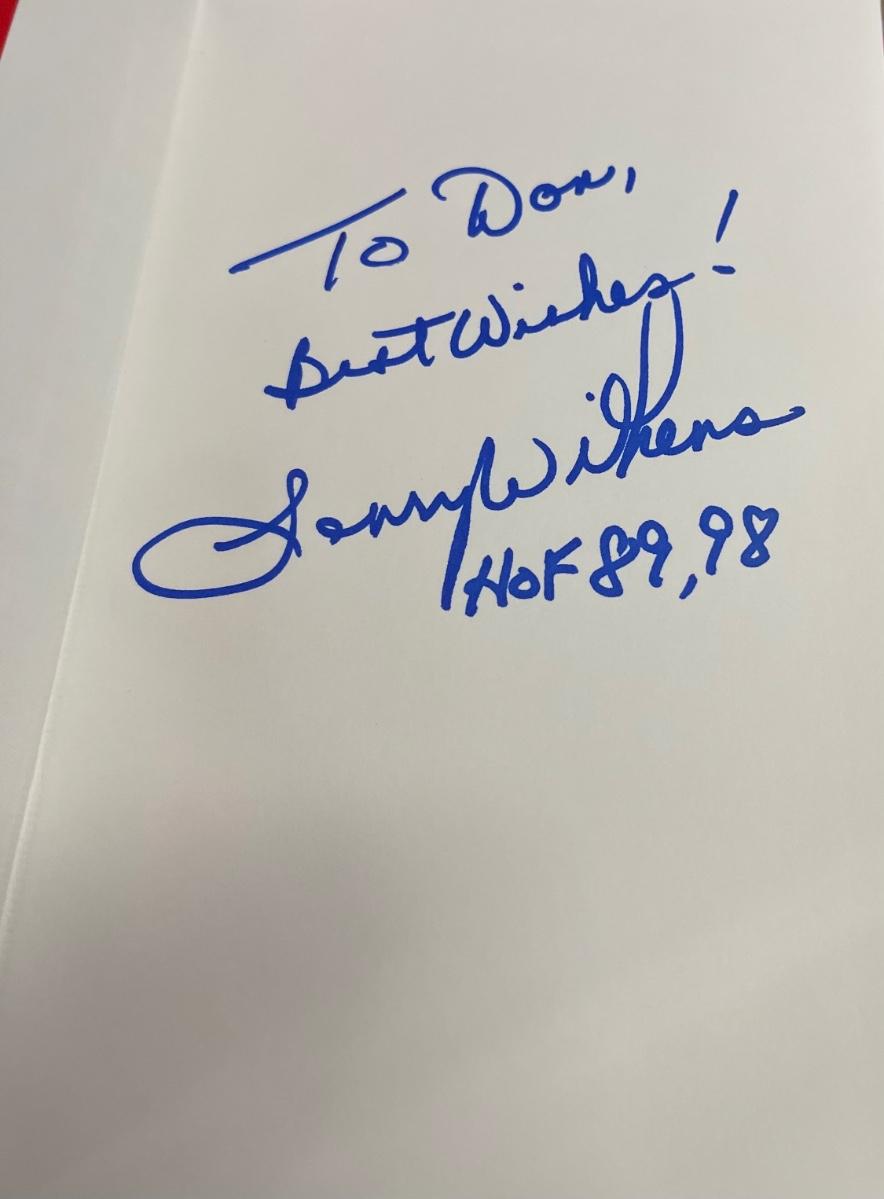 To Don,
Best Wishes!
Lenny Wilkens
HOF 89, 98